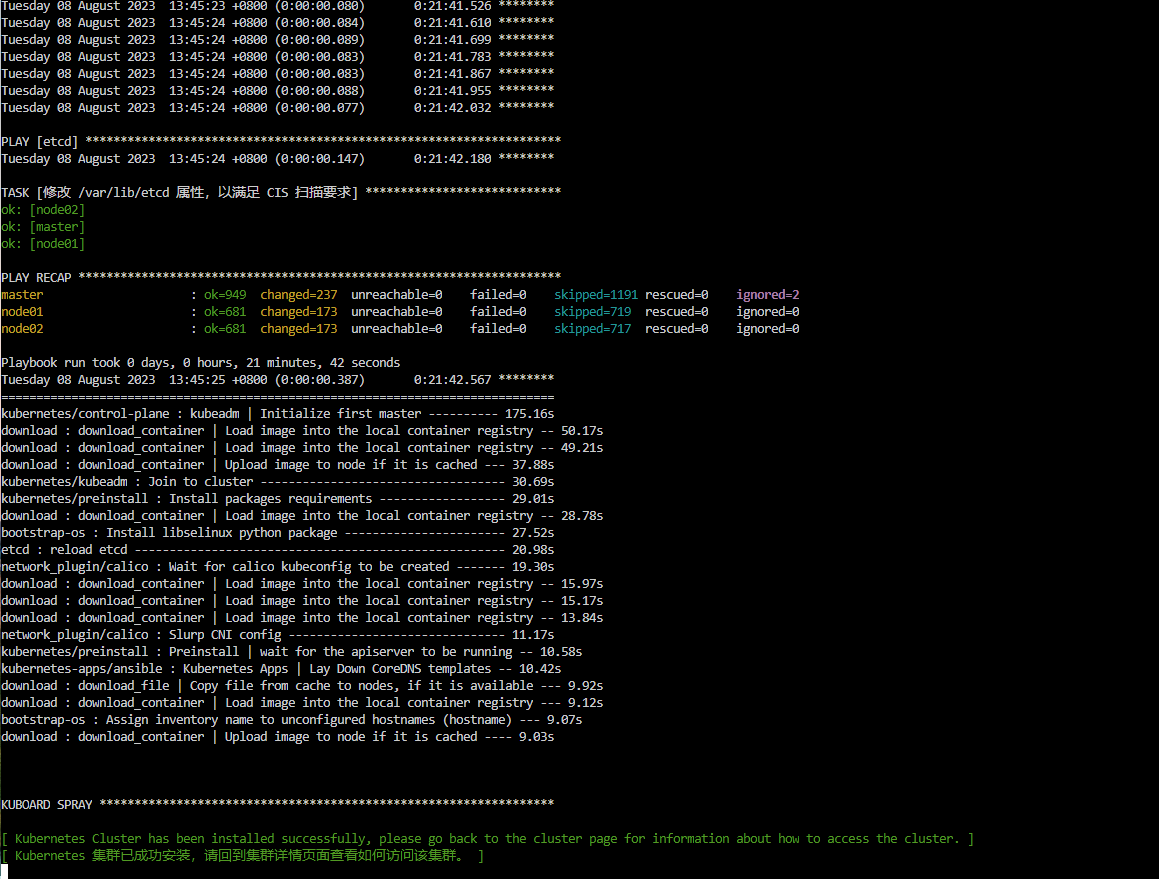 Tuesday 08 August 2023  13:45:23 +0800 (0:00:00.080)       0:21:41.526 ********
Tuesday 08 August 2023  13:45:24 +0800 (0:00:00.084)       0:21:41.610 ********
Tuesday 08 August 2023  13:45:24 +0800 (0:00:00.089)       0:21:41.699 ********
Tuesday 08 August 2023  13:45:24 +0800 (0:00:00.083)       0:21:41.783 ********
Tuesday 08 August 2023  13:45:24 +0800 (0:00:00.083)       0:21:41.867 ********
Tuesday 08 August 2023  13:45:24 +0800 (0:00:00.088)       0:21:41.955 ********
Tuesday 08 August 2023  13:45:24 +0800 (0:00:00.077)       0:21:42.032 ********
PLAY [etcd] ********************************************************************
Tuesday 08 August 2023  13:45:24 +0800 (0:00:00.147)       0:21:42.180 ********
TASK [修改 /var/lib/etcd 属性，以满足 CIS 扫描要求] ****************************
ok: [node02]
ok: [master]
ok: [node01]
PLAY RECAP *********************************************************************
master                     : ok=949  changed=237  unreachable=0    failed=0    skipped=1191 rescued=0    ignored=2
node01                     : ok=681  changed=173  unreachable=0    failed=0    skipped=719  rescued=0    ignored=0
node02                     : ok=681  changed=173  unreachable=0    failed=0    skipped=717  rescued=0    ignored=0
Playbook run took 0 days, 0 hours, 21 minutes, 42 seconds
Tuesday 08 August 2023  13:45:25 +0800 (0:00:00.387)       0:21:42.567 ********
===============================================================================
kubernetes/control-plane : kubeadm | Initialize first master ---------- 175.16s
download : download_container | Load image into the local container registry -- 50.17s
download : download_container | Load image into the local container registry -- 49.21s
download : download_container | Upload image to node if it is cached --- 37.88s
kubernetes/kubeadm : Join to cluster ----------------------------------- 30.69s
kubernetes/preinstall : Install packages requirements ------------------ 29.01s
download : download_container | Load image into the local container registry -- 28.78s
bootstrap-os : Install libselinux python package ----------------------- 27.52s
etcd : reload etcd ----------------------------------------------------- 20.98s
network_plugin/calico : Wait for calico kubeconfig to be created ------- 19.30s
download : download_container | Load image into the local container registry -- 15.97s
download : download_container | Load image into the local container registry -- 15.17s
download : download_container | Load image into the local container registry -- 13.84s
network_plugin/calico : Slurp CNI config ------------------------------- 11.17s
kubernetes/preinstall : Preinstall | wait for the apiserver to be running -- 10.58s
kubernetes-apps/ansible : Kubernetes Apps | Lay Down CoreDNS templates -- 10.42s
download : download_file | Copy file from cache to nodes, if it is available --- 9.92s
download : download_container | Load image into the local container registry -- 9.12s
bootstrap-os : Assign inventory name to unconfigured hostnames (hostname) --- 9.07s
download : download_container | Upload image to node if it is cached ---- 9.03s
KUBOARD SPRAY *****************************************************************
[ Kubernetes Cluster has been installed successfully, please go back to the cluster page for information about how to access the cluster. ]
[ Kubernetes 集群已成功安装，请回到集群详情页面查看如何访问该集群。 ]